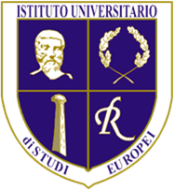 ISTITUTO UNIVERSITARIO
di STUDI EUROPEI
R